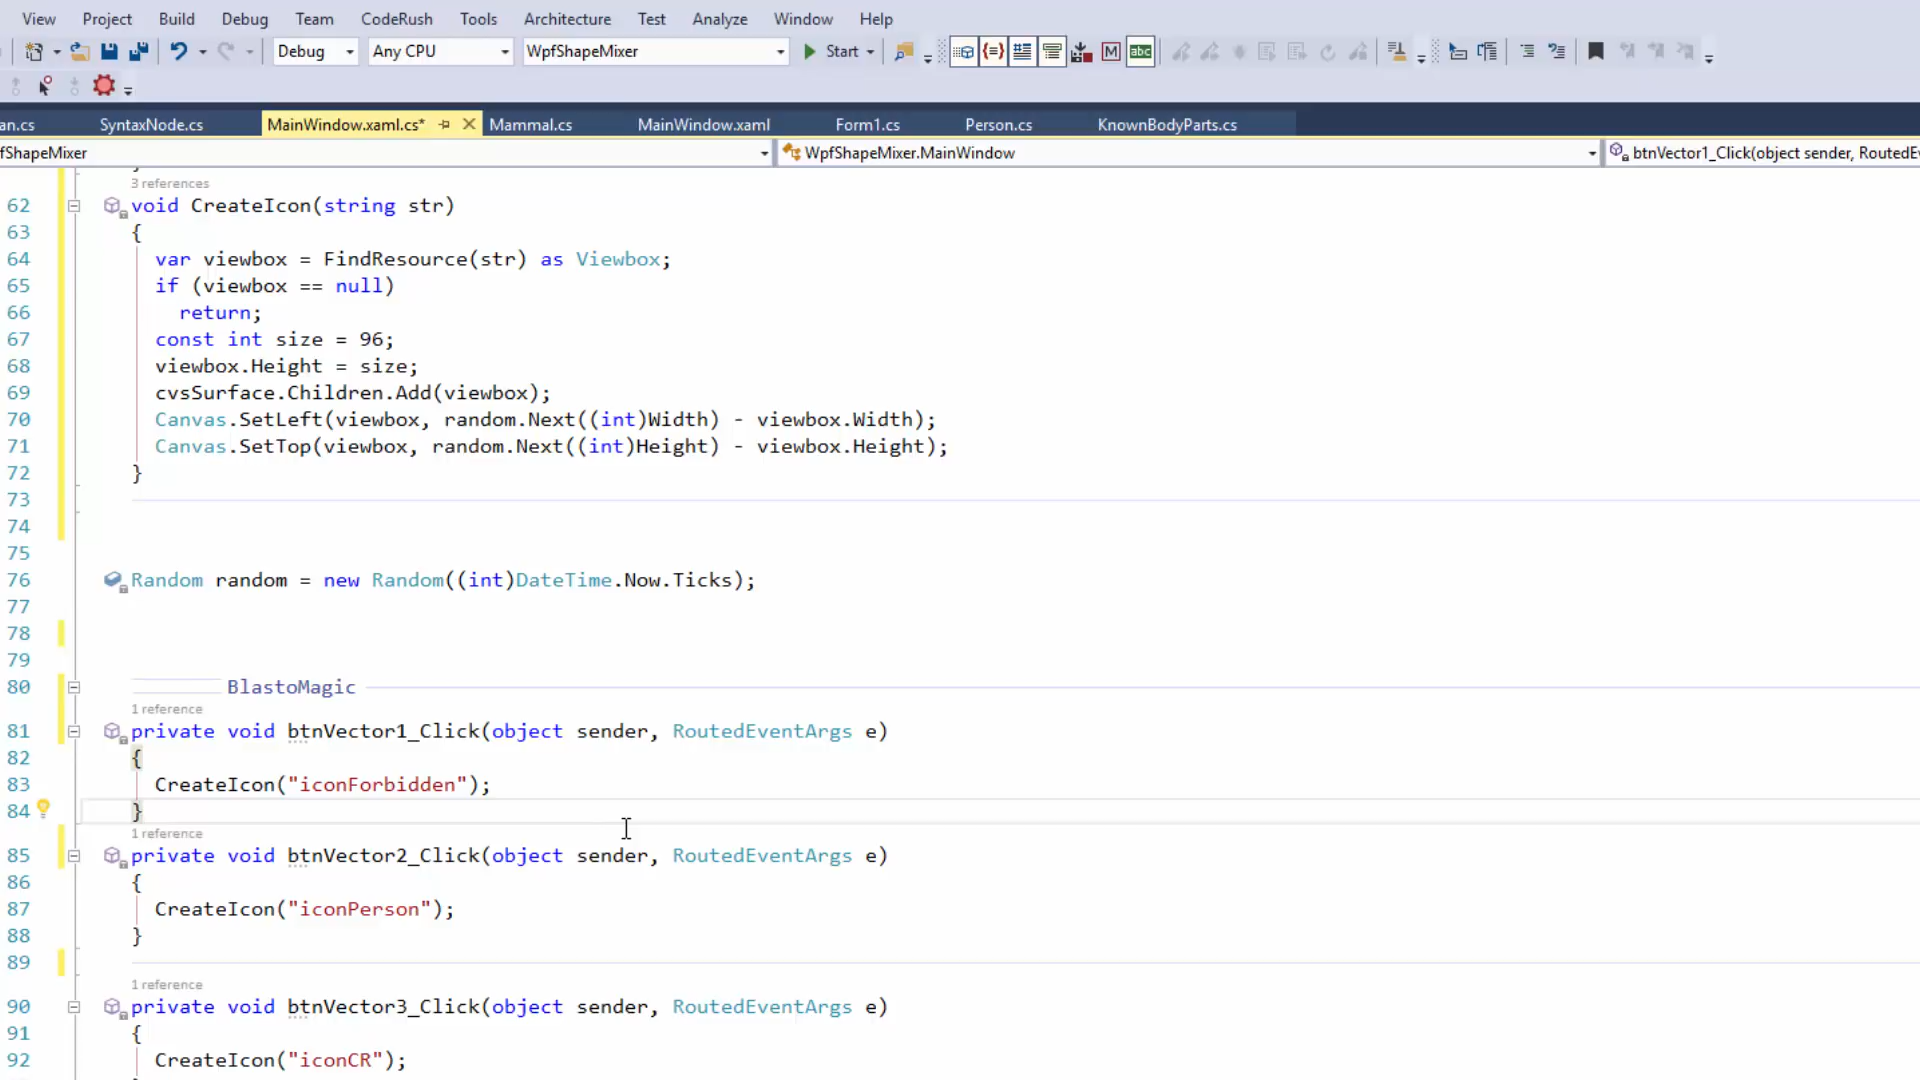 View Project Build Debug Team CodeRush Tools Architecture Test Analyze Window Help
Debug Any CPU WpfShapeMixer Start abc
an.cs SyntaxNode.cs MainWindow.xaml.cs* Mammal.cs MainWindow.xaml Form1.cs Person.cs KnownBodyParts.cs
fShapeMixer WpfShapeMixer.MainWindow btnVector1_Click(object sender, RoutedEv
3 references
62 void CreateIcon(string str)
63 {
64 var viewbox = FindResource(str) as Viewbox;
65 if (viewbox == null)
66 return;
67 const int size = 96;
68 viewbox.Height = size;
69 cvsSurface.Children.Add(viewbox);
70 Canvas.SetLeft(viewbox, random.Next((int)Width) - viewbox.Width);
71 Canvas.SetTop(viewbox, random.Next((int)Height) - viewbox.Height);
72 }
73
74
75
76 Random random = new Random((int)DateTime.Now.Ticks);
77
78
79
80 BlastoMagic
1 reference
81 private void btnVector1_Click(object sender, RoutedEventArgs e)
82 {
83 CreateIcon("iconForbidden");
84 }
1 reference
85 private void btnVector2_Click(object sender, RoutedEventArgs e)
86 {
87 CreateIcon("iconPerson");
88 }
89
1 reference
90 private void btnVector3_Click(object sender, RoutedEventArgs e)
91 {
92 CreateIcon("iconCR");